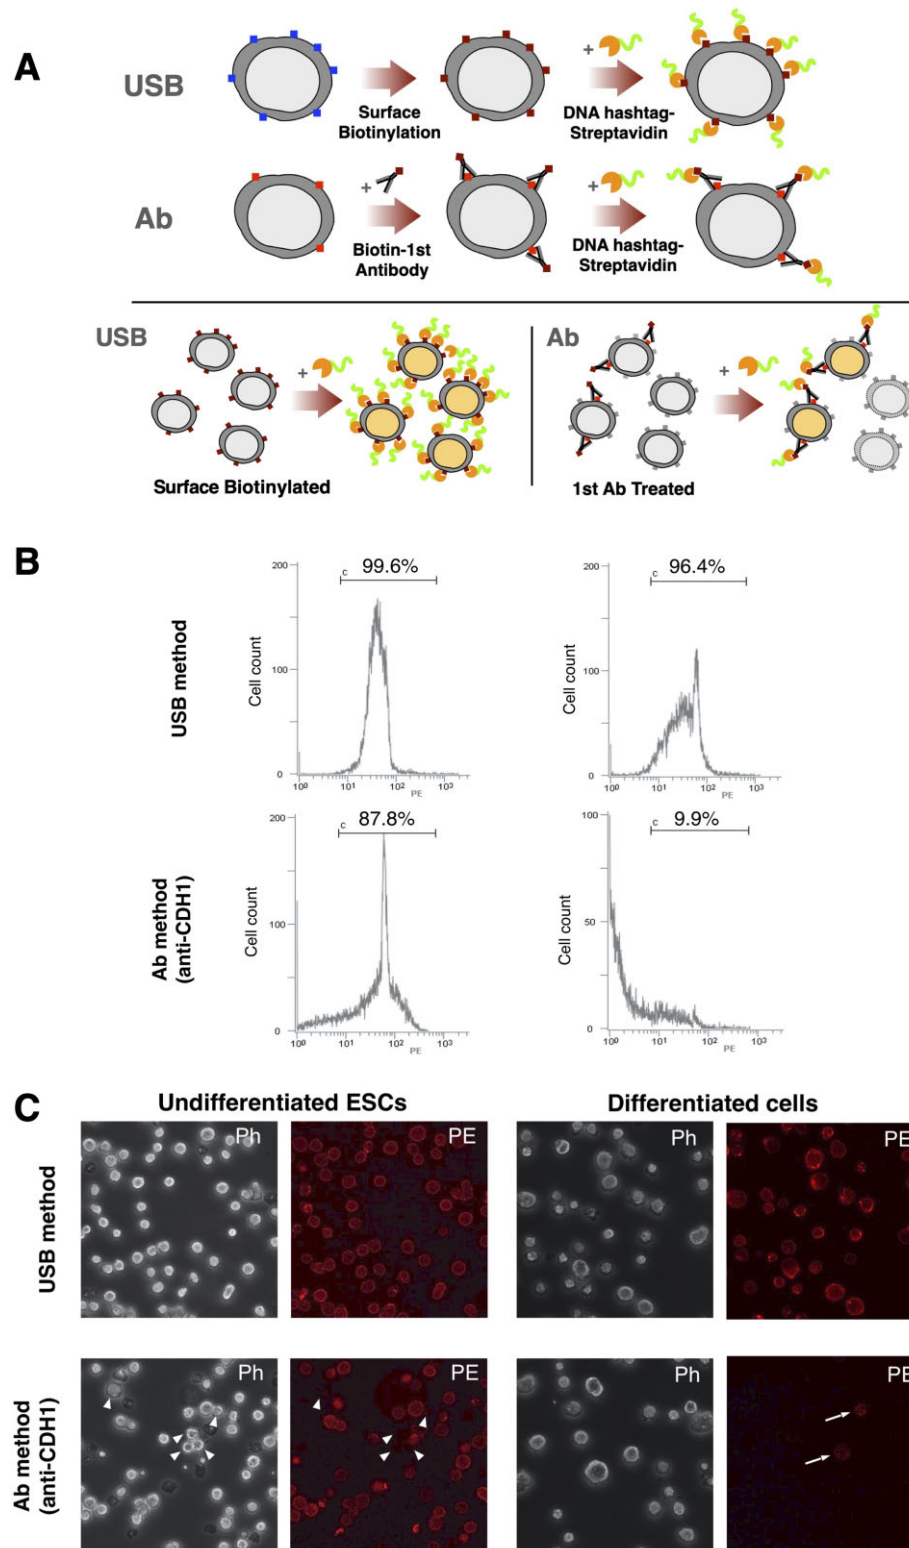 A
USB
Surface
Biotinylation
+
DNA hashtag-
Streptavidin
Ab
+
Biotin-1st
Antibody
+
DNA hashtag-
Streptavidin
USB
+
Surface Biotinylated
Ab
+
1st Ab Treated
B
USB method
Cell count
200
100
0
c
99.6%
10⁰ 10¹ 10² 10³
PE
Cell count
200
100
0
c
96.4%
10⁰ 10¹ 10² 10³
PE
Ab method
(anti-CDH1)
Cell count
200
100
0
c
87.8%
10⁰ 10¹ 10² 10³
PE
Cell count
100
50
0
c
9.9%
10⁰ 10¹ 10² 10³
PE
C
Undifferentiated ESCs
Differentiated cells
USB method
Ph
PE
Ph
PE
Ab method
(anti-CDH1)
Ph
PE
Ph
PE